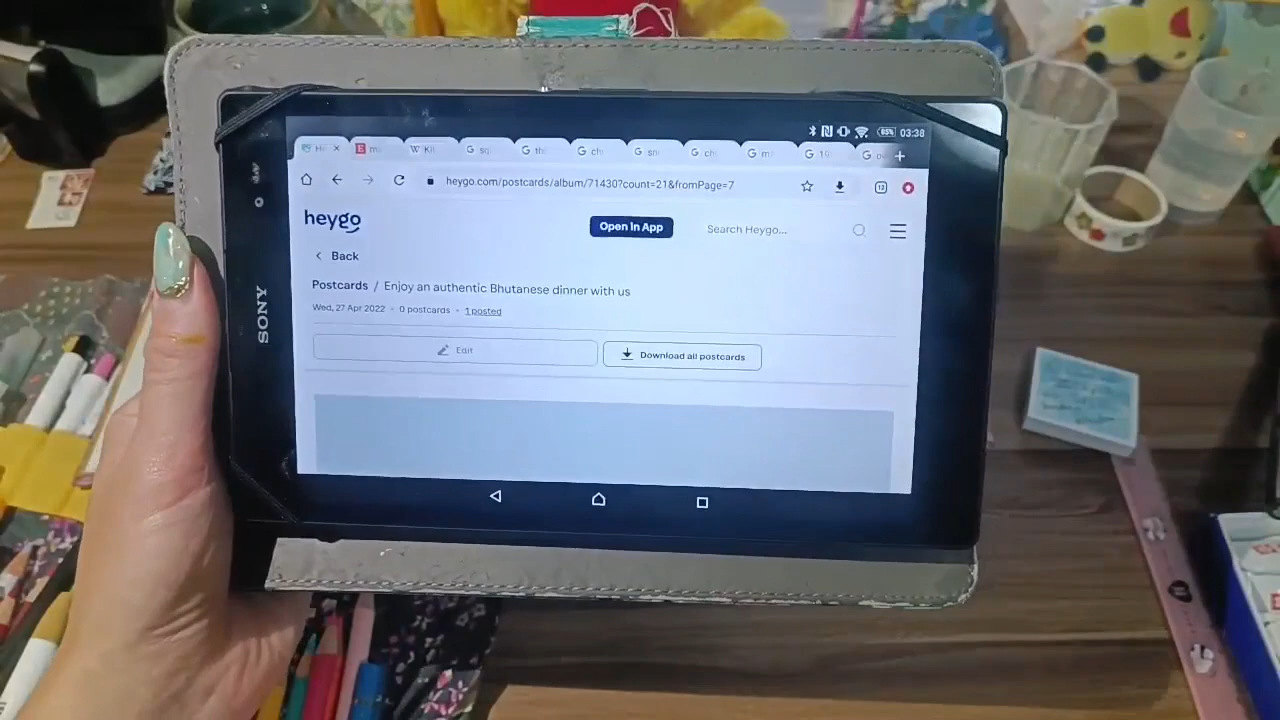 85% 03:38
heygo.com/postcards/album/71430?count=21&fromPage=7
12
heygo
Open In App
Search Heygo...
Back
Postcards / Enjoy an authentic Bhutanese dinner with us
Wed, 27 Apr 2022 • 0 postcards • 1 posted
Edit
Download all postcards
SONY